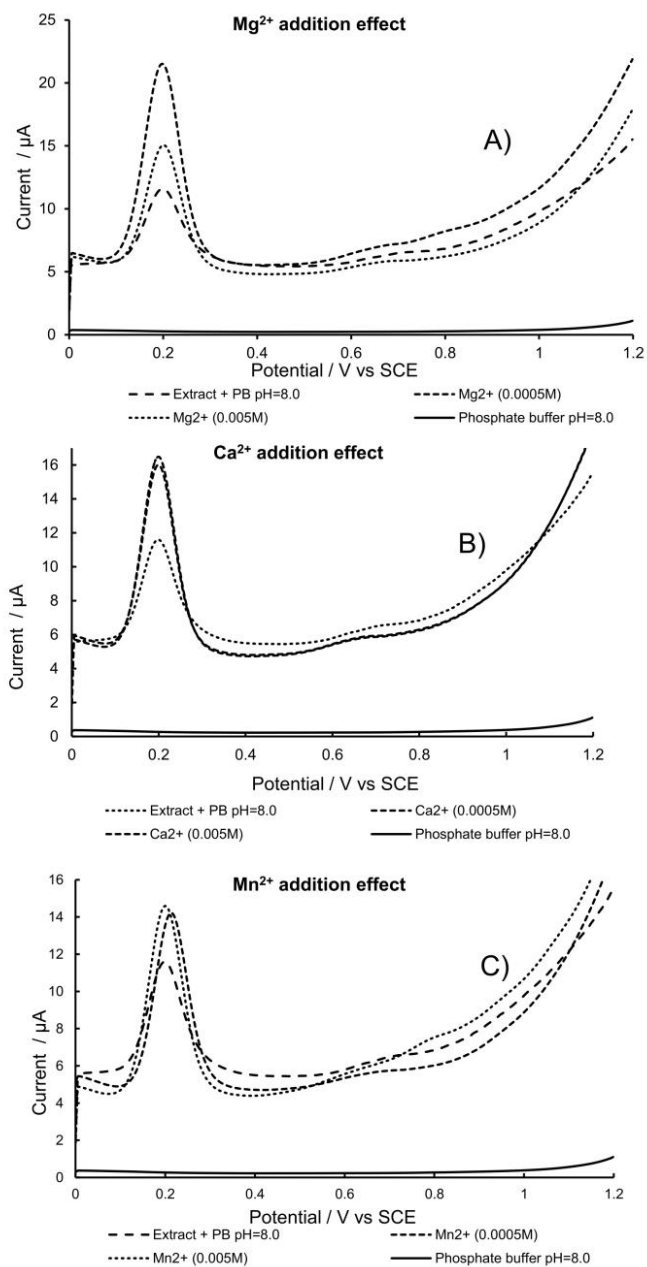 Mg²⁺ addition effect
25
20
15
10
5
0
Current / µA
A)
0 0.2 0.4 0.6 0.8 1 1.2
Potential / V vs SCE
Extract + PB pH=8.0 Mg2+ (0.0005M)
Mg2+ (0.005M) Phosphate buffer pH=8.0
Ca²⁺ addition effect
16
14
12
10
8
6
4
2
0
Current / µA
B)
0 0.2 0.4 0.6 0.8 1 1.2
Potential / V vs SCE
Extract + PB pH=8.0 Ca2+ (0.0005M)
Ca2+ (0.005M) Phosphate buffer pH=8.0
Mn²⁺ addition effect
16
14
12
10
8
6
4
2
0
Current / µA
C)
0 0.2 0.4 0.6 0.8 1 1.2
Potential / V vs SCE
Extract + PB pH=8.0 Mn2+ (0.0005M)
Mn2+ (0.005M) Phosphate buffer pH=8.0